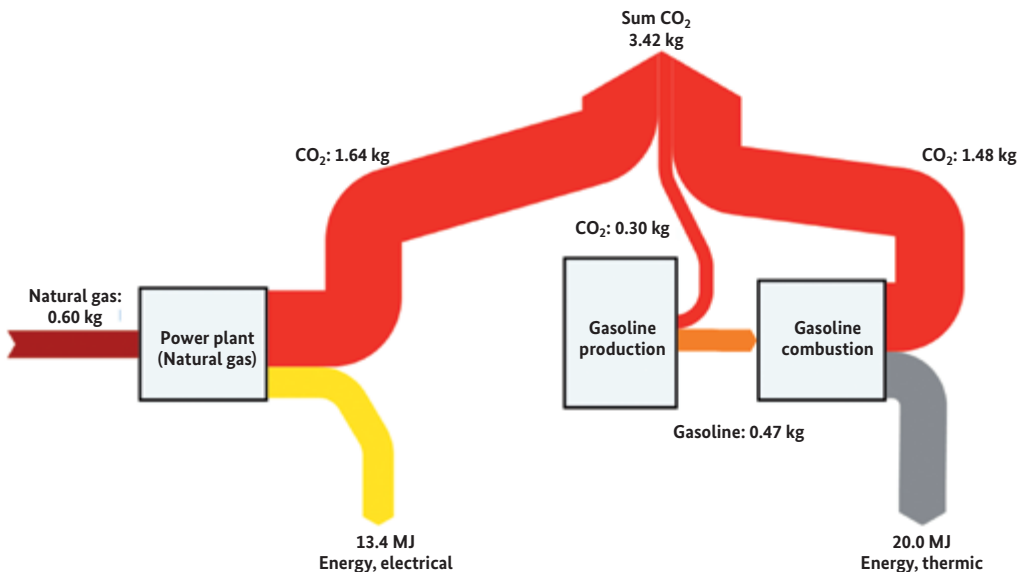 Sum CO₂
3.42 kg
CO₂: 1.64 kg
CO₂: 1.48 kg
CO₂: 0.30 kg
Natural gas:
0.60 kg
Power plant
(Natural gas)
Gasoline
production
Gasoline
combustion
Gasoline: 0.47 kg
13.4 MJ
Energy, electrical
20.0 MJ
Energy, thermic